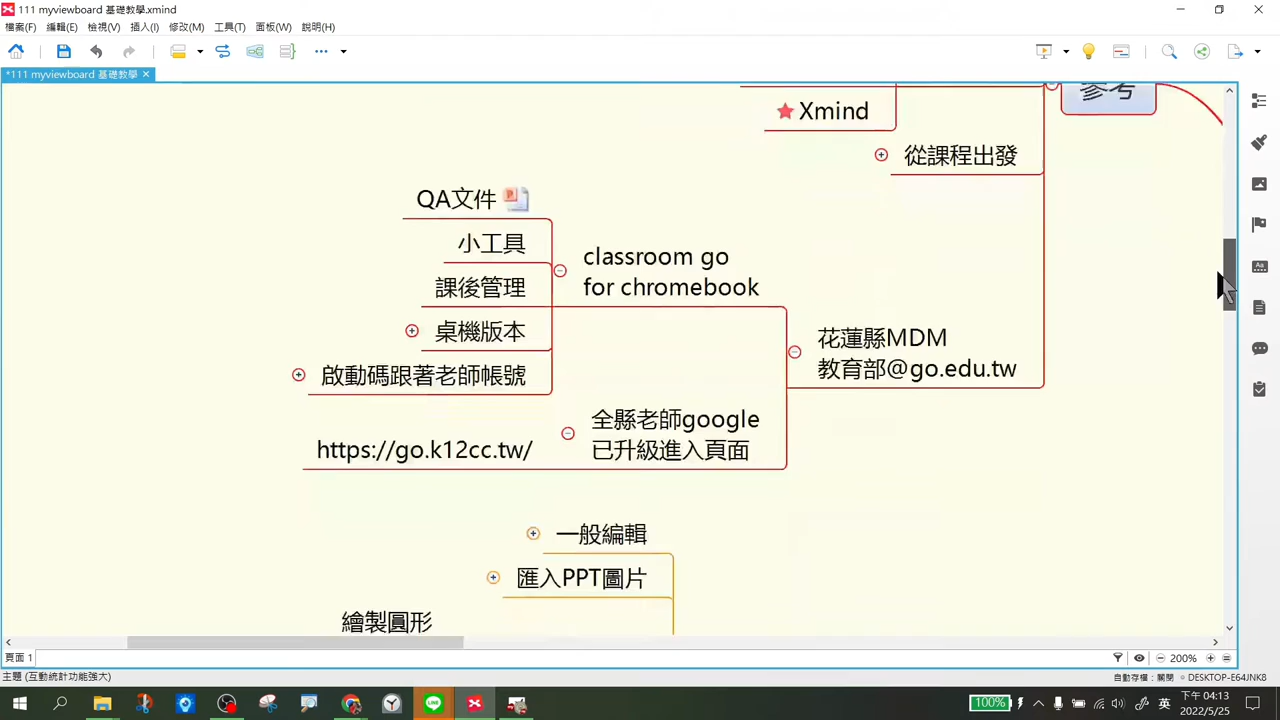 111 myviewboard 基礎教學.xmind
檔案(F) 編輯(E) 檢視(V) 插入(I) 修改(M) 工具(T) 面板(W) 說明(H)
*111 myviewboard 基礎教學
參考
Xmind
從課程出發
QA文件
小工具
課後管理
桌機版本
啟動碼跟著老師帳號
classroom go
for chromebook
花蓮縣MDM
教育部@go.edu.tw
全縣老師google
已升級進入頁面
https://go.k12cc.tw/
一般編輯
匯入PPT圖片
繪製圓形
頁面 1
200%
主題 (互動統計功能強大)
自動存檔：關閉
DESKTOP-E64JNK8
100%
英
下午 04:13
2022/5/25